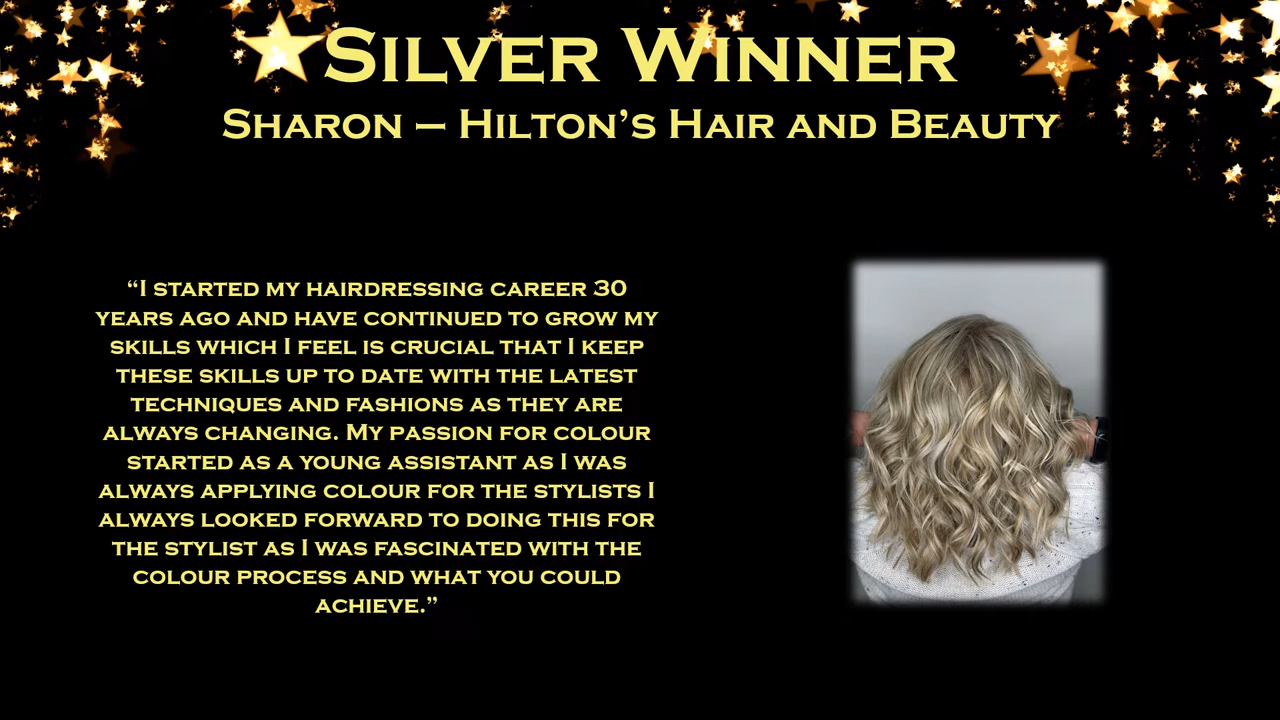 Silver Winner
Sharon – Hilton’s Hair and Beauty
“I started my hairdressing career 30
years ago and have continued to grow my
skills which I feel is crucial that I keep
these skills up to date with the latest
techniques and fashions as they are
always changing. My passion for colour
started as a young assistant as I was
always applying colour for the stylists I
always looked forward to doing this for
the stylist as I was fascinated with the
colour process and what you could
achieve.”